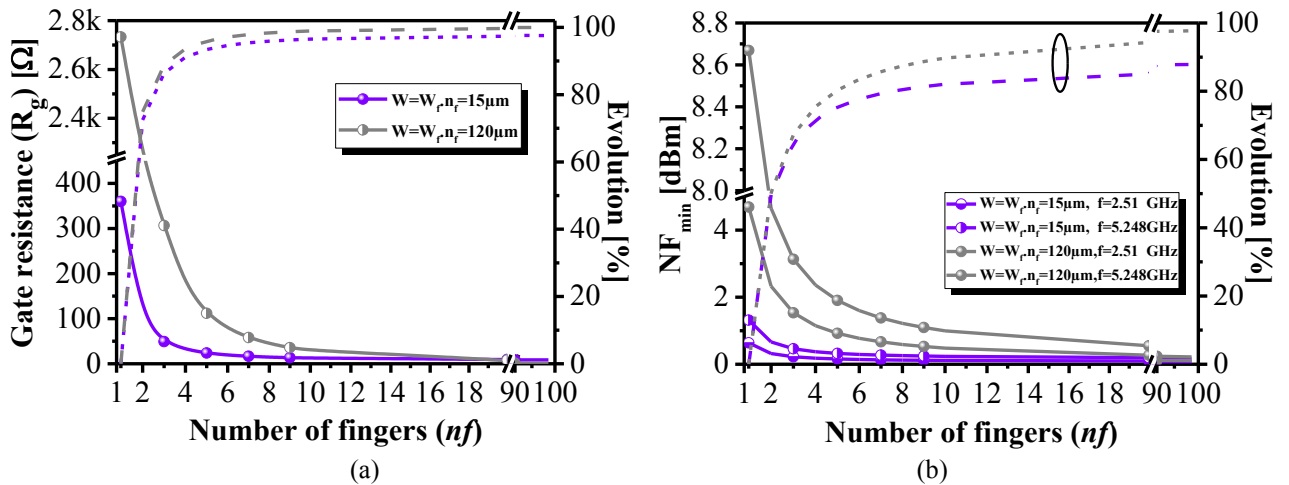 2.8k
2.6k
2.4k
400
300
200
100
0
Gate resistance (Rg) [Ω]
W=Wf.nf=15µm
W=Wf.nf=120µm
100
80
60
40
20
0
Evolution [%]
1 2 4 6 8 10 12 14 16 18 90 100
Number of fingers (nf)
(a)
8.8
8.6
8.4
8.2
8.0
4
2
0
NFmin [dBm]
W=Wf.nf=15µm, f=2.51 GHz
W=Wf.nf=15µm, f=5.248GHz
W=Wf.nf=120µm,f=2.51 GHz
W=Wf.nf=120µm,f=5.248GHz
100
80
60
40
20
0
Evolution [%]
1 2 4 6 8 10 12 14 16 18 90 100
Number of fingers (nf)
(b)